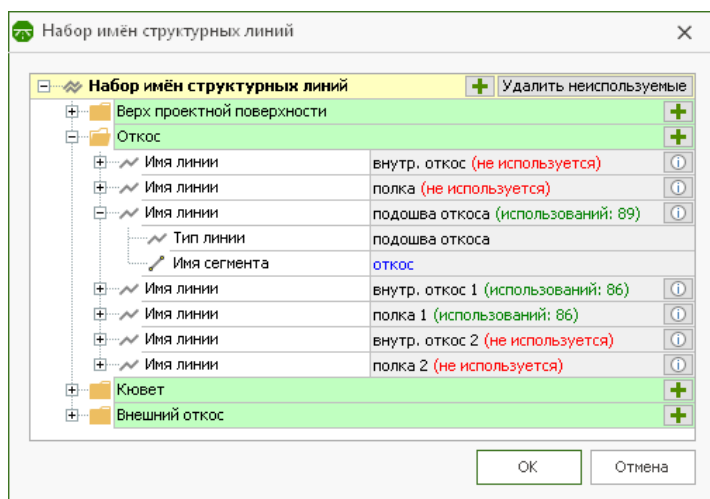 Набор имён структурных линий
Набор имён структурных линий Удалить неиспользуемые
Верх проектной поверхности
Откос
Имя линии внутр. откос (не используется)
Имя линии полка (не используется)
Имя линии подошва откоса (использований: 89)
Тип линии подошва откоса
Имя сегмента откос
Имя линии внутр. откос 1 (использований: 86)
Имя линии полка 1 (использований: 86)
Имя линии внутр. откос 2 (не используется)
Имя линии полка 2 (не используется)
Кювет
Внешний откос
ОК Отмена